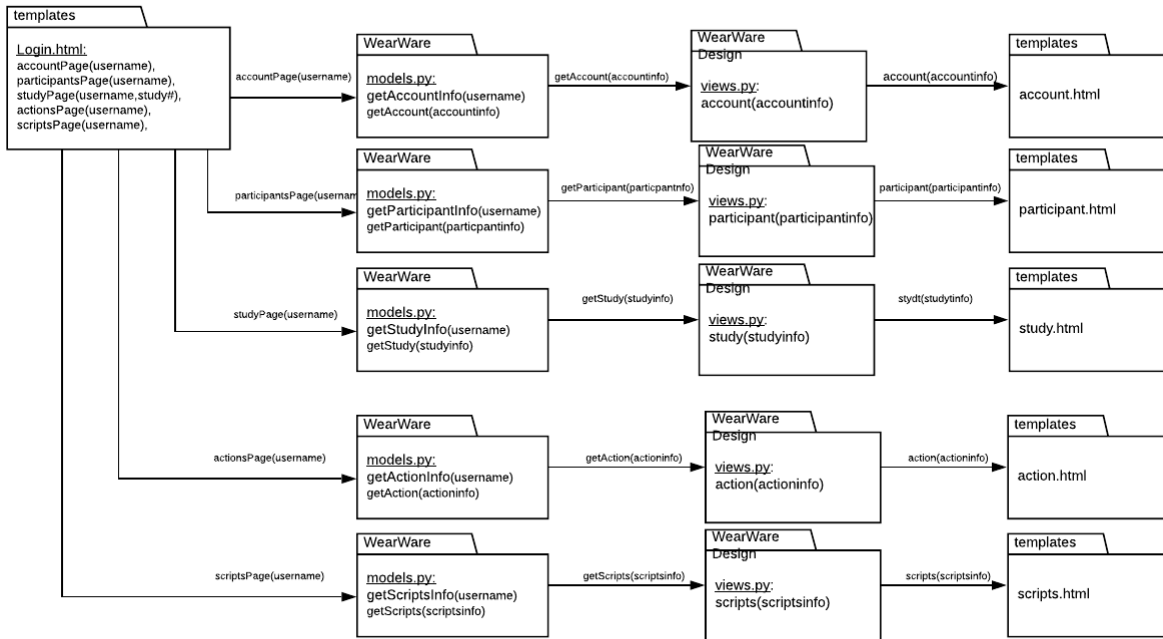 templates
Login.html:
accountPage(username),
participantsPage(username),
studyPage(username,study#),
actionsPage(username),
scriptsPage(username),
accountPage(username)
WearWare
models.py:
getAccountInfo(username)
getAccount(accountinfo)
getAccount(accountinfo)
WearWare
Design
views.py:
account(accountinfo)
account(accountinfo)
templates
account.html
participantsPage(usernam
WearWare
models.py:
getParticipantInfo(username)
getParticipant(particpantinfo)
getParticipant(particpantnfo)
WearWare
Design
views.py:
participant(participantinfo)
participant(participantinfo)
templates
participant.html
studyPage(username)
WearWare
models.py:
getStudyInfo(username)
getStudy(studyinfo)
getStudy(studyinfo)
WearWare
Design
views.py:
study(studyinfo)
stydt(studytinfo)
templates
study.html
actionsPage(username)
WearWare
models.py:
getActionInfo(username)
getAction(actioninfo)
getAction(actioninfo)
WearWare
Design
views.py:
action(actioninfo)
action(actioninfo)
templates
action.html
scriptsPage(username)
WearWare
models.py:
getScriptsInfo(username)
getScripts(scriptsinfo)
getScripts(scriptsinfo)
WearWare
Design
views.py:
scripts(scriptsinfo)
scripts(scriptsinfo)
templates
scripts.html